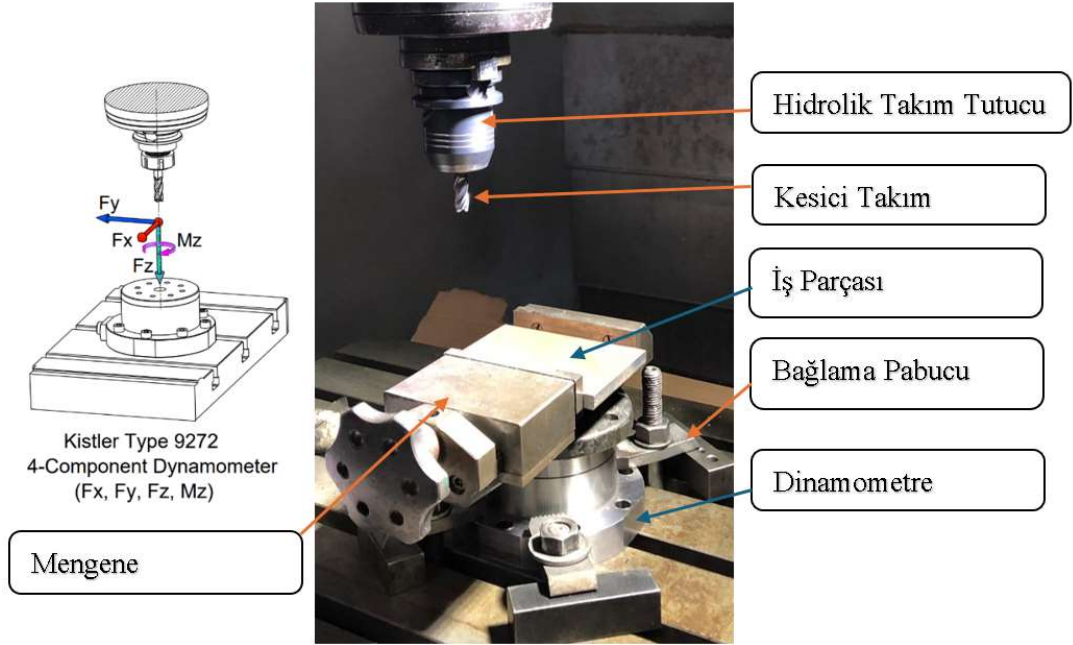 Fy
Fx
Mz
Fz
Kistler Type 9272
4-Component Dynamometer
(Fx, Fy, Fz, Mz)
Mengene
Hidrolik Takım Tutucu
Kesici Takım
İş Parçası
Bağlama Pabucu
Dinamometre